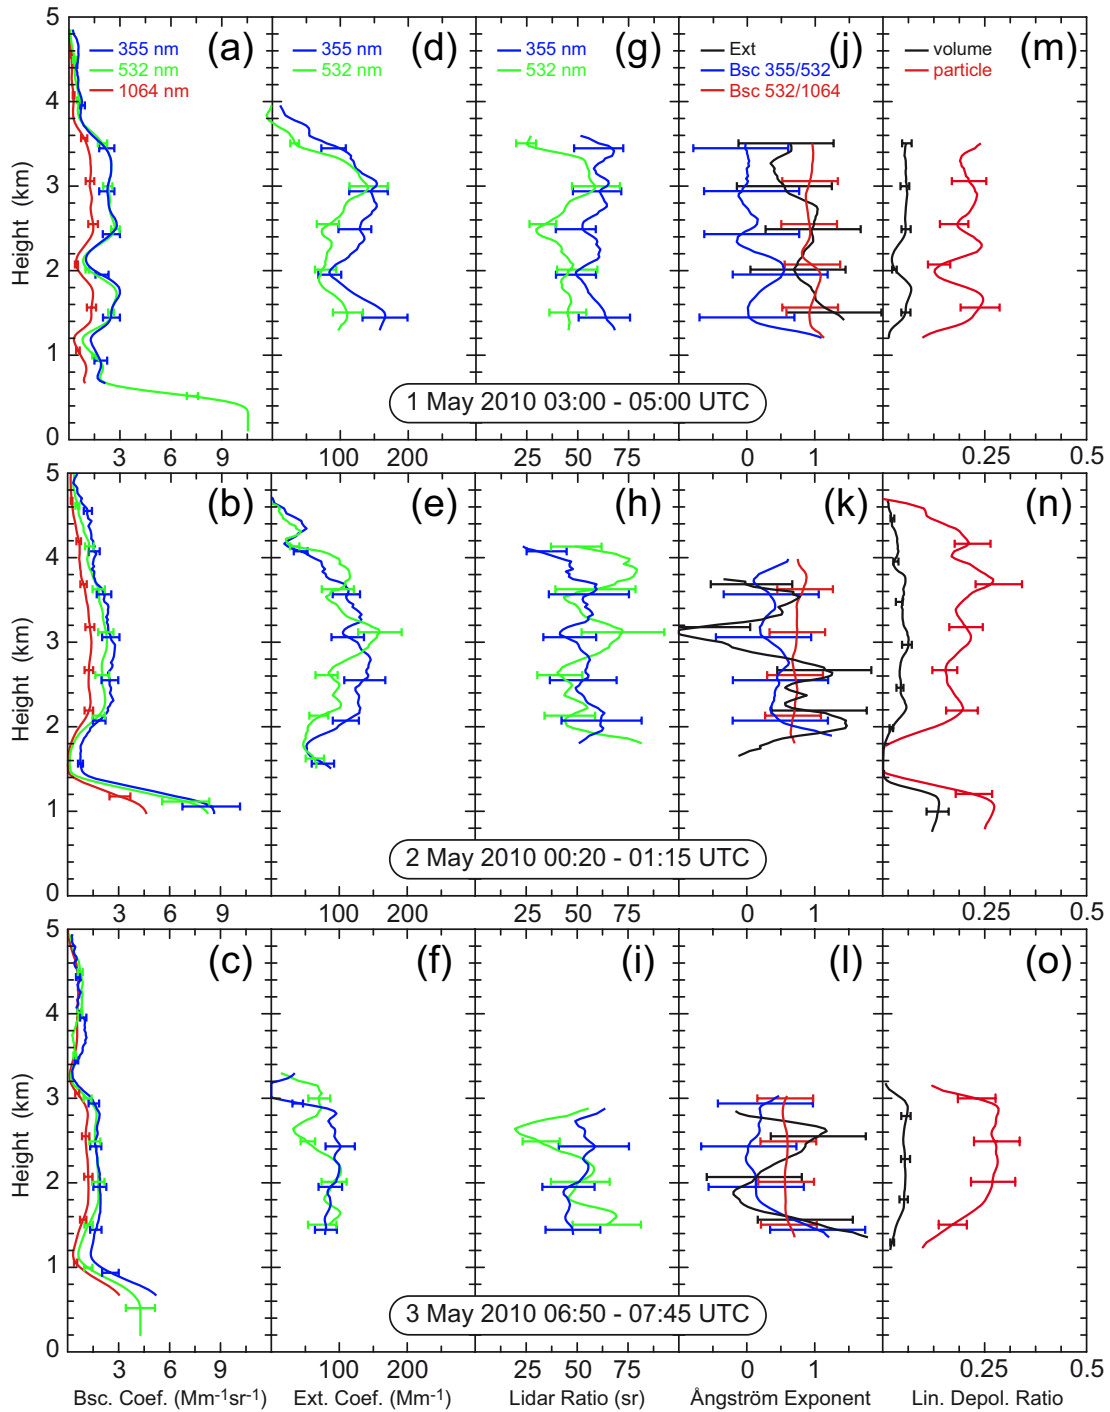 5
(a)
(d)
(g)
(j)
(m)
355 nm
532 nm
1064 nm
355 nm
532 nm
355 nm
532 nm
Ext
Bsc 355/532
Bsc 532/1064
volume
particle
4
3
2
1
0
Height (km)
1 May 2010 03:00 - 05:00 UTC
3 6 9
100 200
25 50 75
0 1
0.25 0.5
5
(b)
(e)
(h)
(k)
(n)
4
3
2
1
0
Height (km)
2 May 2010 00:20 - 01:15 UTC
3 6 9
100 200
25 50 75
0 1
0.25 0.5
5
(c)
(f)
(i)
(l)
(o)
4
3
2
1
0
Height (km)
3 May 2010 06:50 - 07:45 UTC
3 6 9
0 100 200
25 50 75
0 1
0.25 0.5
Bsc. Coef. (Mm⁻¹sr⁻¹)
Ext. Coef. (Mm⁻¹)
Lidar Ratio (sr)
Ångström Exponent
Lin. Depol. Ratio